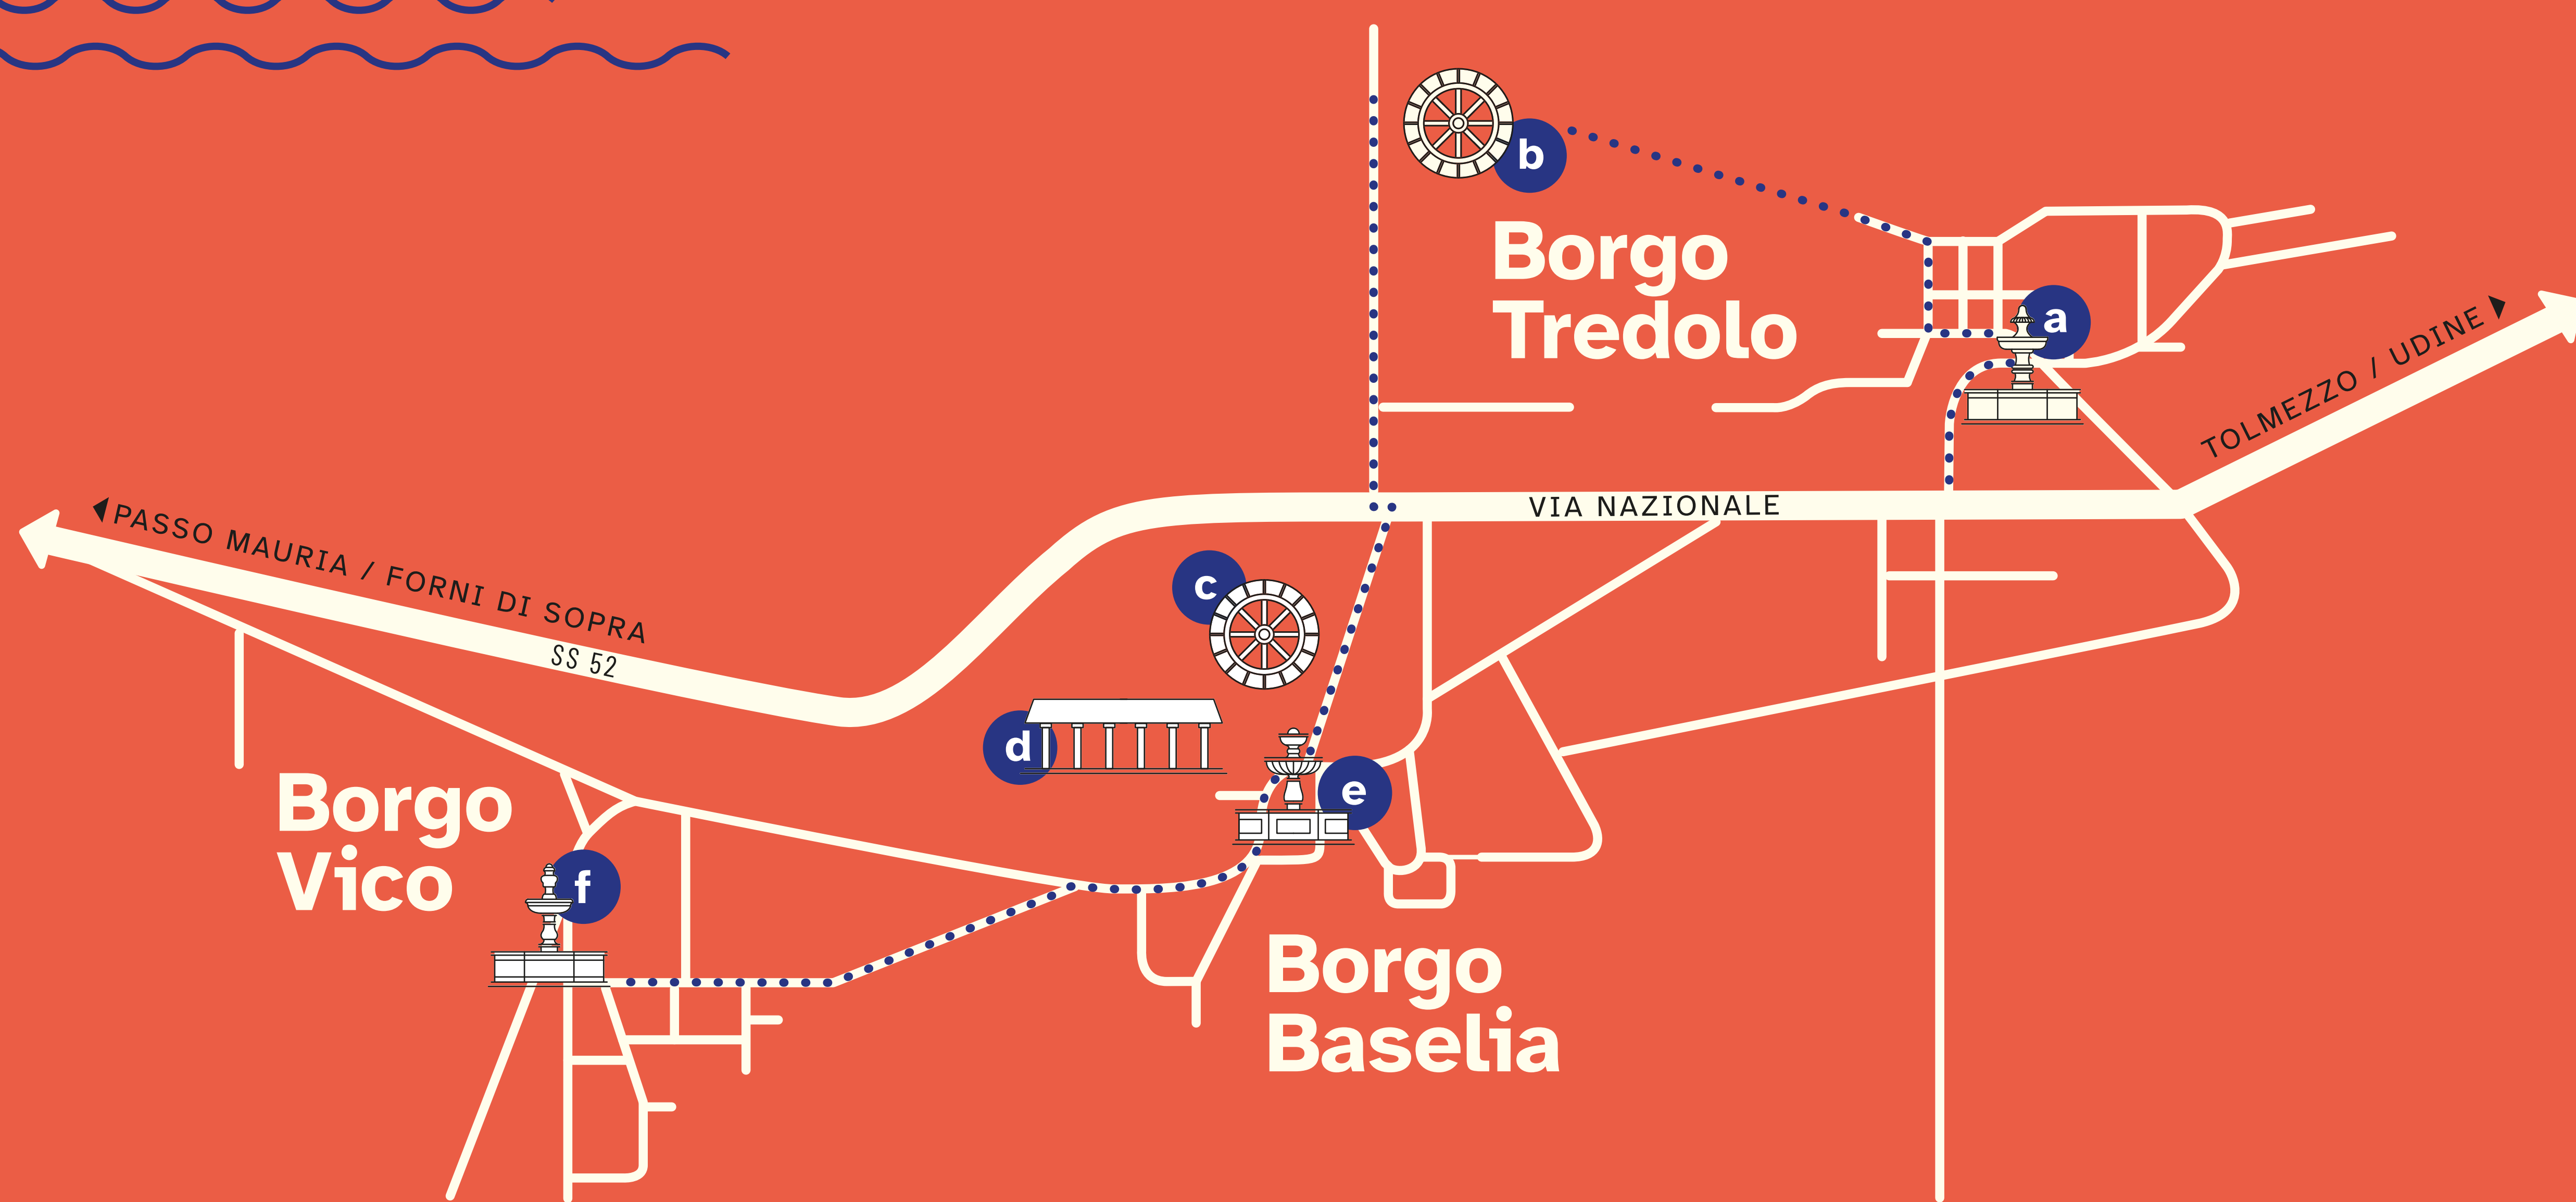 b
Borgo
Tredolo
a
TOLMEZZO / UDINE
VIA NAZIONALE
PASSO MAURIA / FORNI DI SOPRA
SS 52
c
d
e
Borgo
Vico
f
Borgo
Baselia